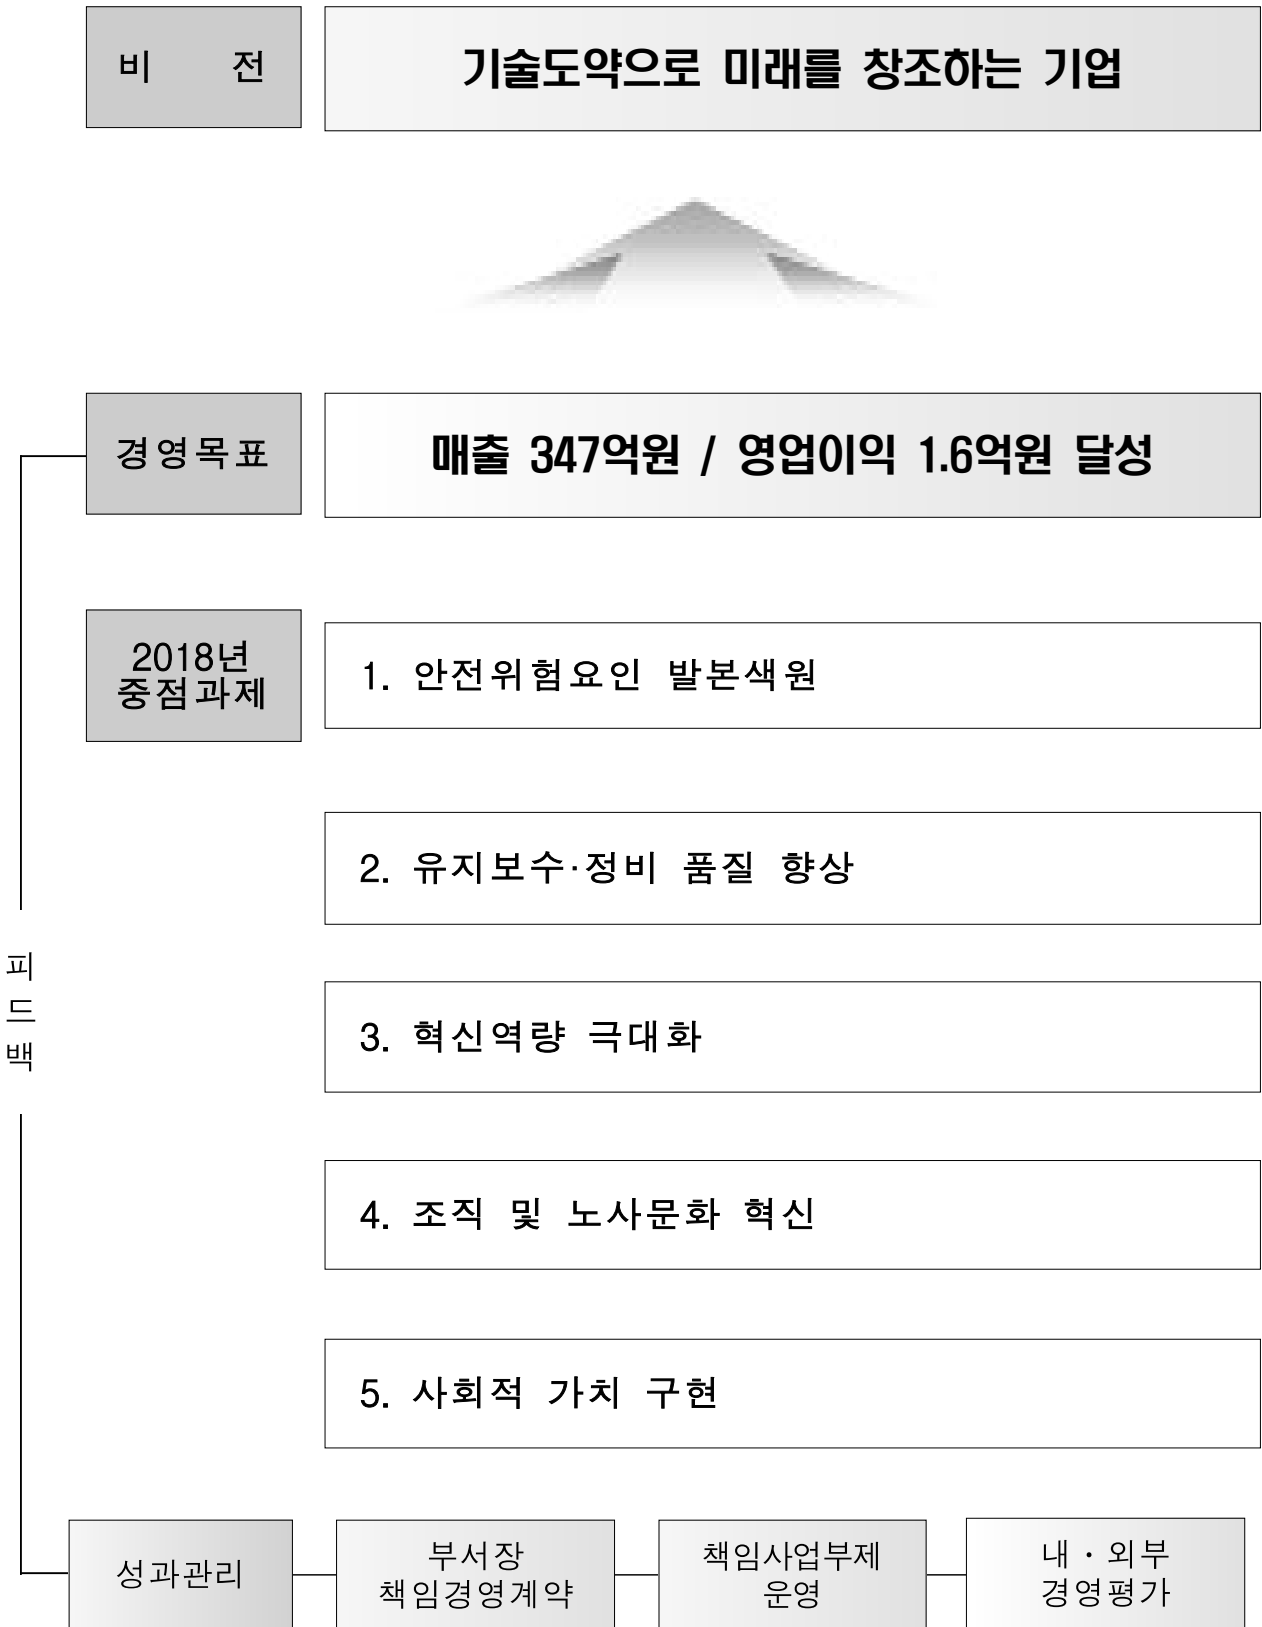 비 전
기술도약으로 미래를 창조하는 기업
경영목표
매출 347억원 / 영업이익 1.6억원 달성
2018년
중점과제
1. 안전위험요인 발본색원
2. 유지보수·정비 품질 향상
3. 혁신역량 극대화
4. 조직 및 노사문화 혁신
5. 사회적 가치 구현
피
드
백
성과관리
부서장
책임경영계약
책임사업부제
운영
내·외부
경영평가